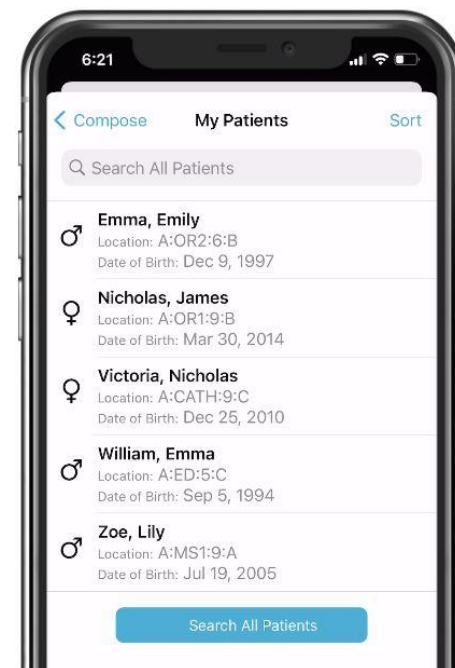 6:21
Compose My Patients Sort
Search All Patients
Emma, Emily
Location: A:OR2:6:B
Date of Birth: Dec 9, 1997
Nicholas, James
Location: A:OR1:9:B
Date of Birth: Mar 30, 2014
Victoria, Nicholas
Location: A:CATH:9:C
Date of Birth: Dec 25, 2010
William, Emma
Location: A:ED:5:C
Date of Birth: Sep 5, 1994
Zoe, Lily
Location: A:MS1:9:A
Date of Birth: Jul 19, 2005
Search All Patients